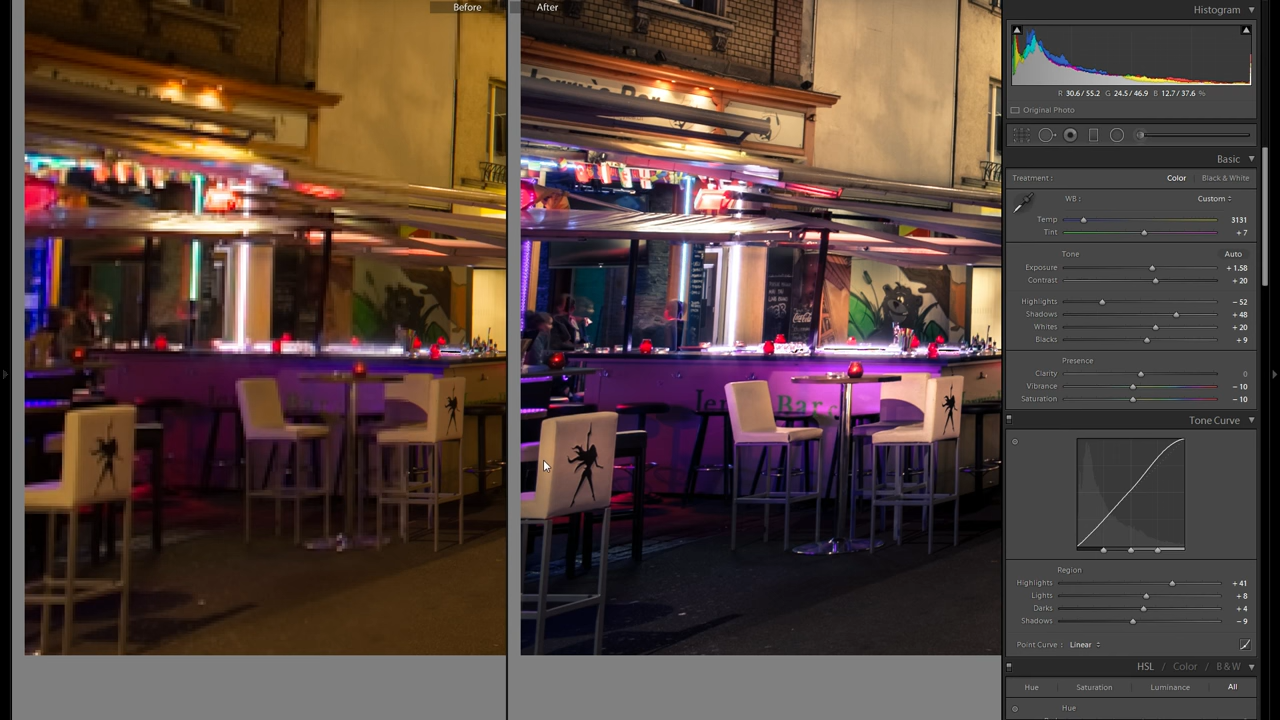 Before
After
Histogram
R 30.6 / 55.2 G 24.5 / 46.9 B 12.7 / 37.6 %
Original Photo
Basic
Treatment : Color Black & White
WB : Custom
Temp 3131
Tint + 7
Tone Auto
Exposure + 1.58
Contrast + 20
Highlights − 52
Shadows + 48
Whites + 20
Blacks + 9
Presence
Clarity 0
Vibrance − 10
Saturation − 10
Tone Curve
Region
Highlights + 41
Lights + 8
Darks + 4
Shadows − 9
Point Curve : Linear
HSL / Color / B & W
Hue Saturation Luminance All
Hue
Coca-Cola
Bar